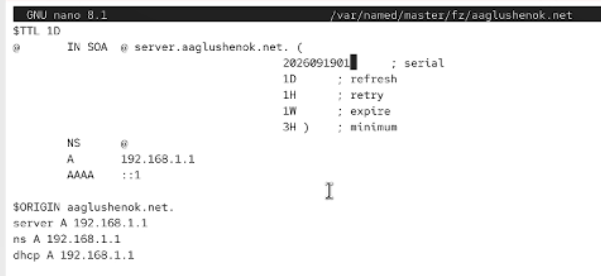 GNU nano 8.1 /var/named/master/fz/aaglushenok.net
$TTL 1D
@ IN SOA @ server.aaglushenok.net. (
2026091901 ; serial
1D ; refresh
1H ; retry
1W ; expire
3H ) ; minimum
NS @
A 192.168.1.1
AAAA ::1
$ORIGIN aaglushenok.net.
server A 192.168.1.1
ns A 192.168.1.1
dhcp A 192.168.1.1